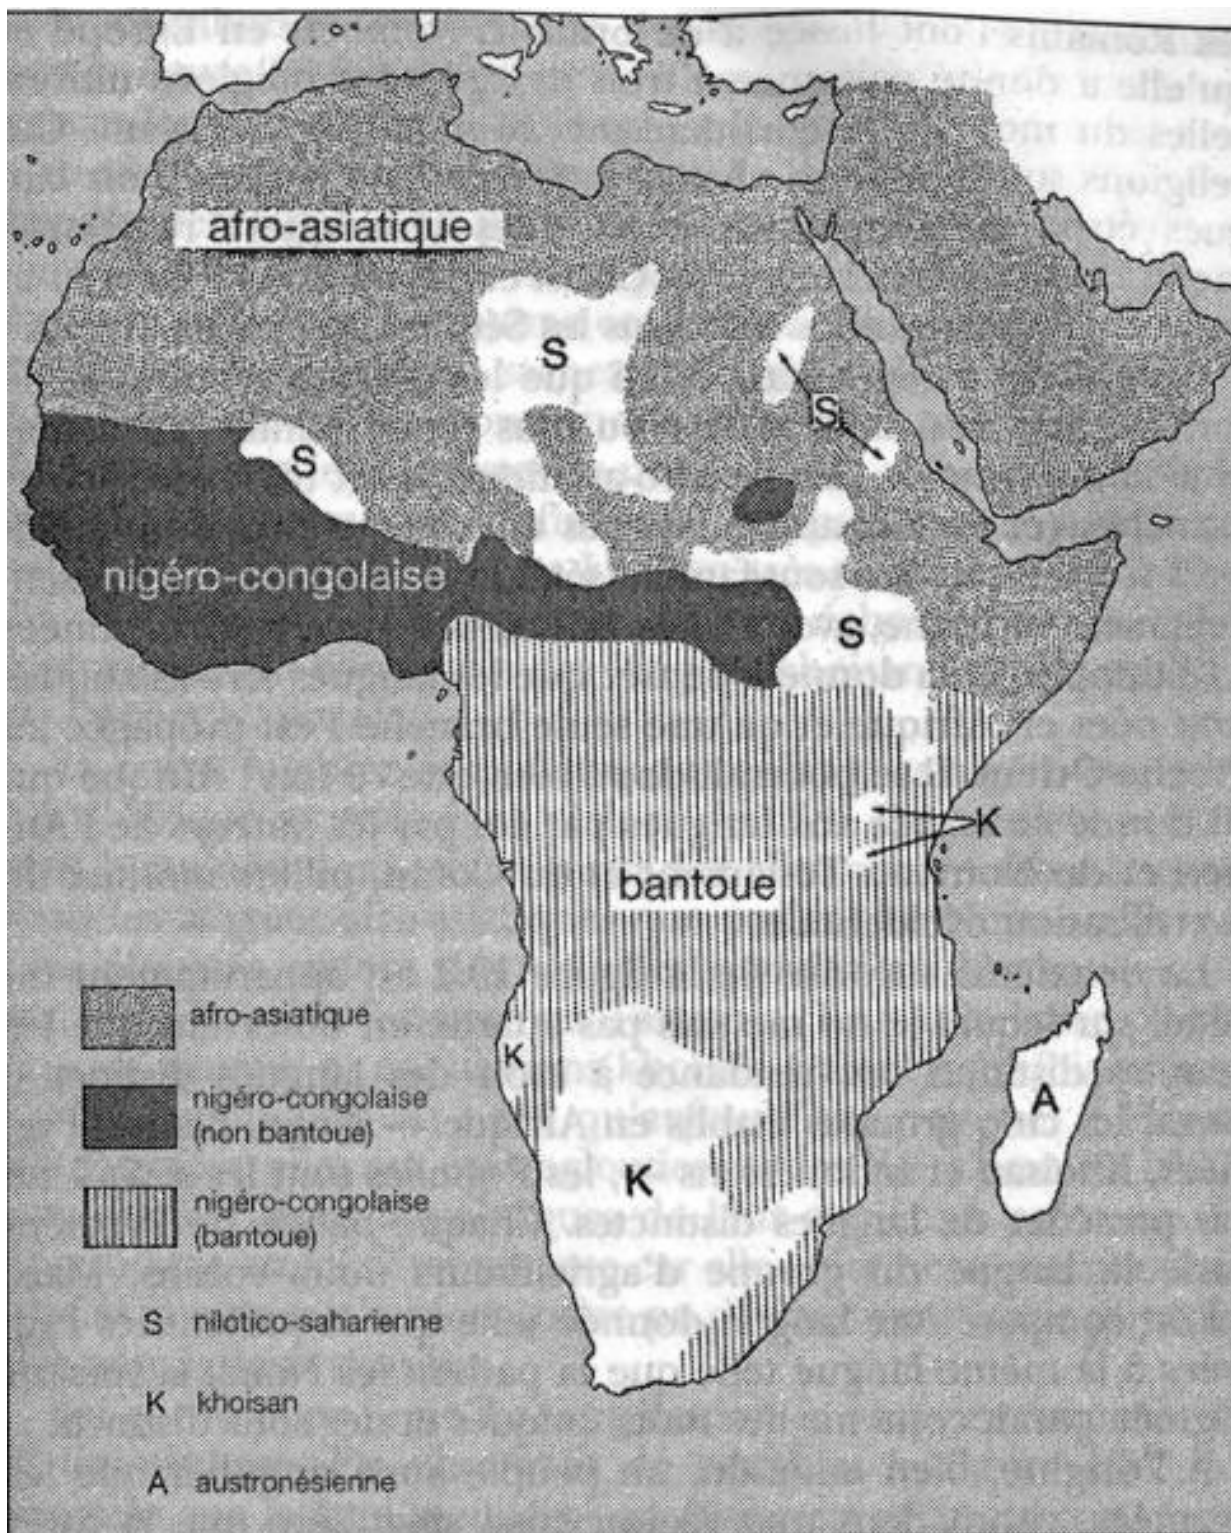 afro-asiatique
S
S
S
nigéro-congolaise
S
K
bantoue
afro-asiatique
K
nigéro-congolaise
(non bantoue)
A
nigéro-congolaise
(bantoue)
K
S nilotico-saharienne
K khoisan
A austronésienne